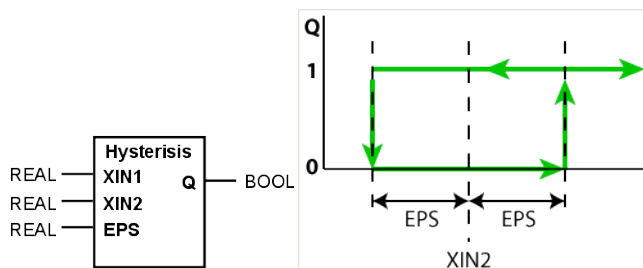 Hysterisis
REAL XIN1
Q BOOL
REAL XIN2
REAL EPS
Q
1
0
EPS EPS
XIN2